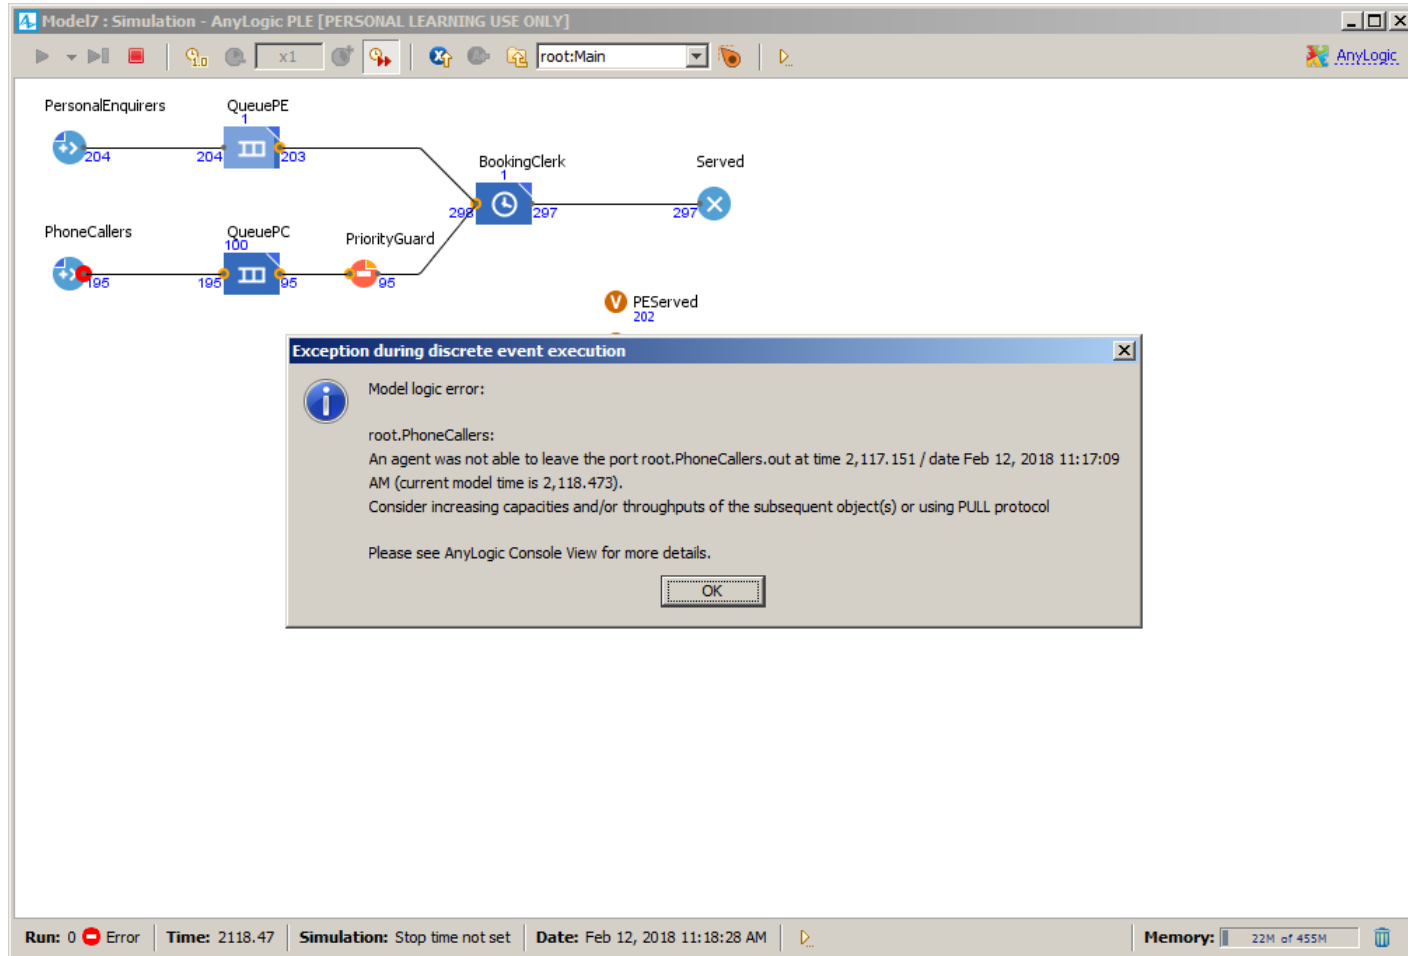 Model7 : Simulation - AnyLogic PLE [PERSONAL LEARNING USE ONLY]
x1
root:Main
AnyLogic
PersonalEnquirers
QueuePE
1
204
204
203
BookingClerk
1
Served
298
297
297
PhoneCallers
QueuePC
100
PriorityGuard
195
195
95
95
PEServed
202
Exception during discrete event execution
Model logic error:
root.PhoneCallers:
An agent was not able to leave the port root.PhoneCallers.out at time 2,117.151 / date Feb 12, 2018 11:17:09
AM (current model time is 2,118.473).
Consider increasing capacities and/or throughputs of the subsequent object(s) or using PULL protocol
Please see AnyLogic Console View for more details.
OK
Run: 0 Error Time: 2118.47 Simulation: Stop time not set Date: Feb 12, 2018 11:18:28 AM Memory: 22M of 455M